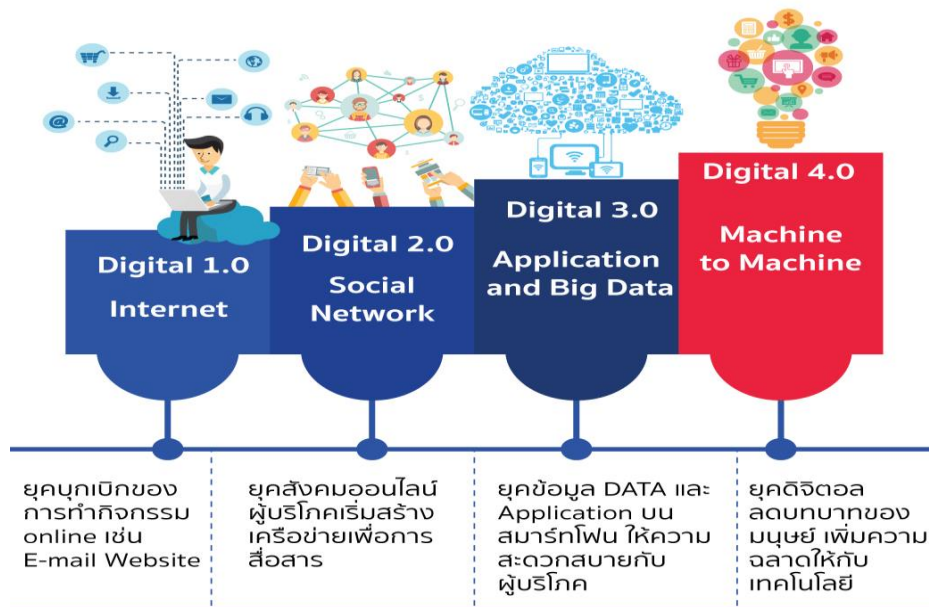 Digital 1.0
Internet
Digital 2.0
Social
Network
Digital 3.0
Application
and Big Data
Digital 4.0
Machine
to Machine
ยุคบุกเบิกของ
การทำกิจกรรม
online เช่น
E-mail Website
ยุคสังคมออนไลน์
ผู้บริโภคเริ่มสร้าง
เครือข่ายเพื่อการ
สื่อสาร
ยุคข้อมูล DATA และ
Application บน
สมาร์ทโฟน ให้ความ
สะดวกสบายกับ
ผู้บริโภค
ยุคดิจิตอล
ลดบทบาทของ
มนุษย์ เพิ่มความ
ฉลาดให้กับ
เทคโนโลยี